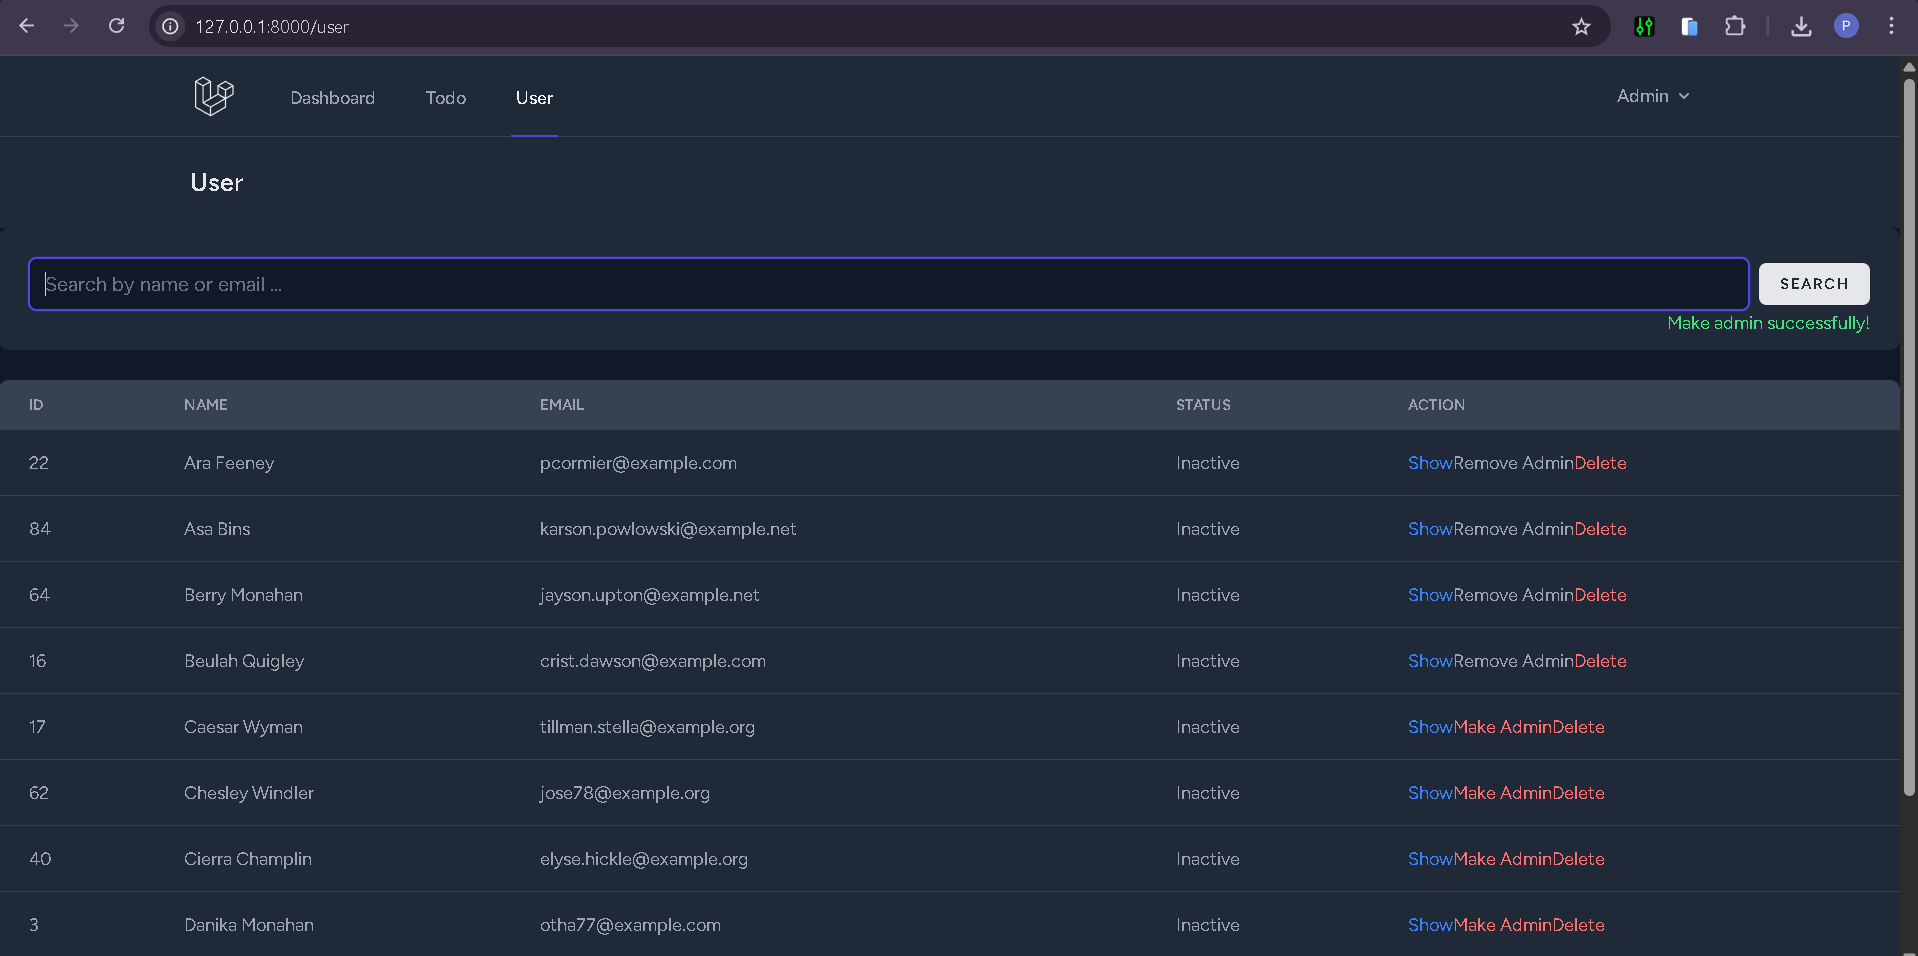 127.0.0.1:8000/user
P
Dashboard Todo User Admin
User
Search by name or email ... SEARCH
Make admin successfully!
ID NAME EMAIL STATUS ACTION
22 Ara Feeney pcormier@example.com Inactive ShowRemove AdminDelete
84 Asa Bins karson.powlowski@example.net Inactive ShowRemove AdminDelete
64 Berry Monahan jayson.upton@example.net Inactive ShowRemove AdminDelete
16 Beulah Quigley crist.dawson@example.com Inactive ShowRemove AdminDelete
17 Caesar Wyman tillman.stella@example.org Inactive ShowMake AdminDelete
62 Chesley Windler jose78@example.org Inactive ShowMake AdminDelete
40 Cierra Champlin elyse.hickle@example.org Inactive ShowMake AdminDelete
3 Danika Monahan otha77@example.com Inactive ShowMake AdminDelete